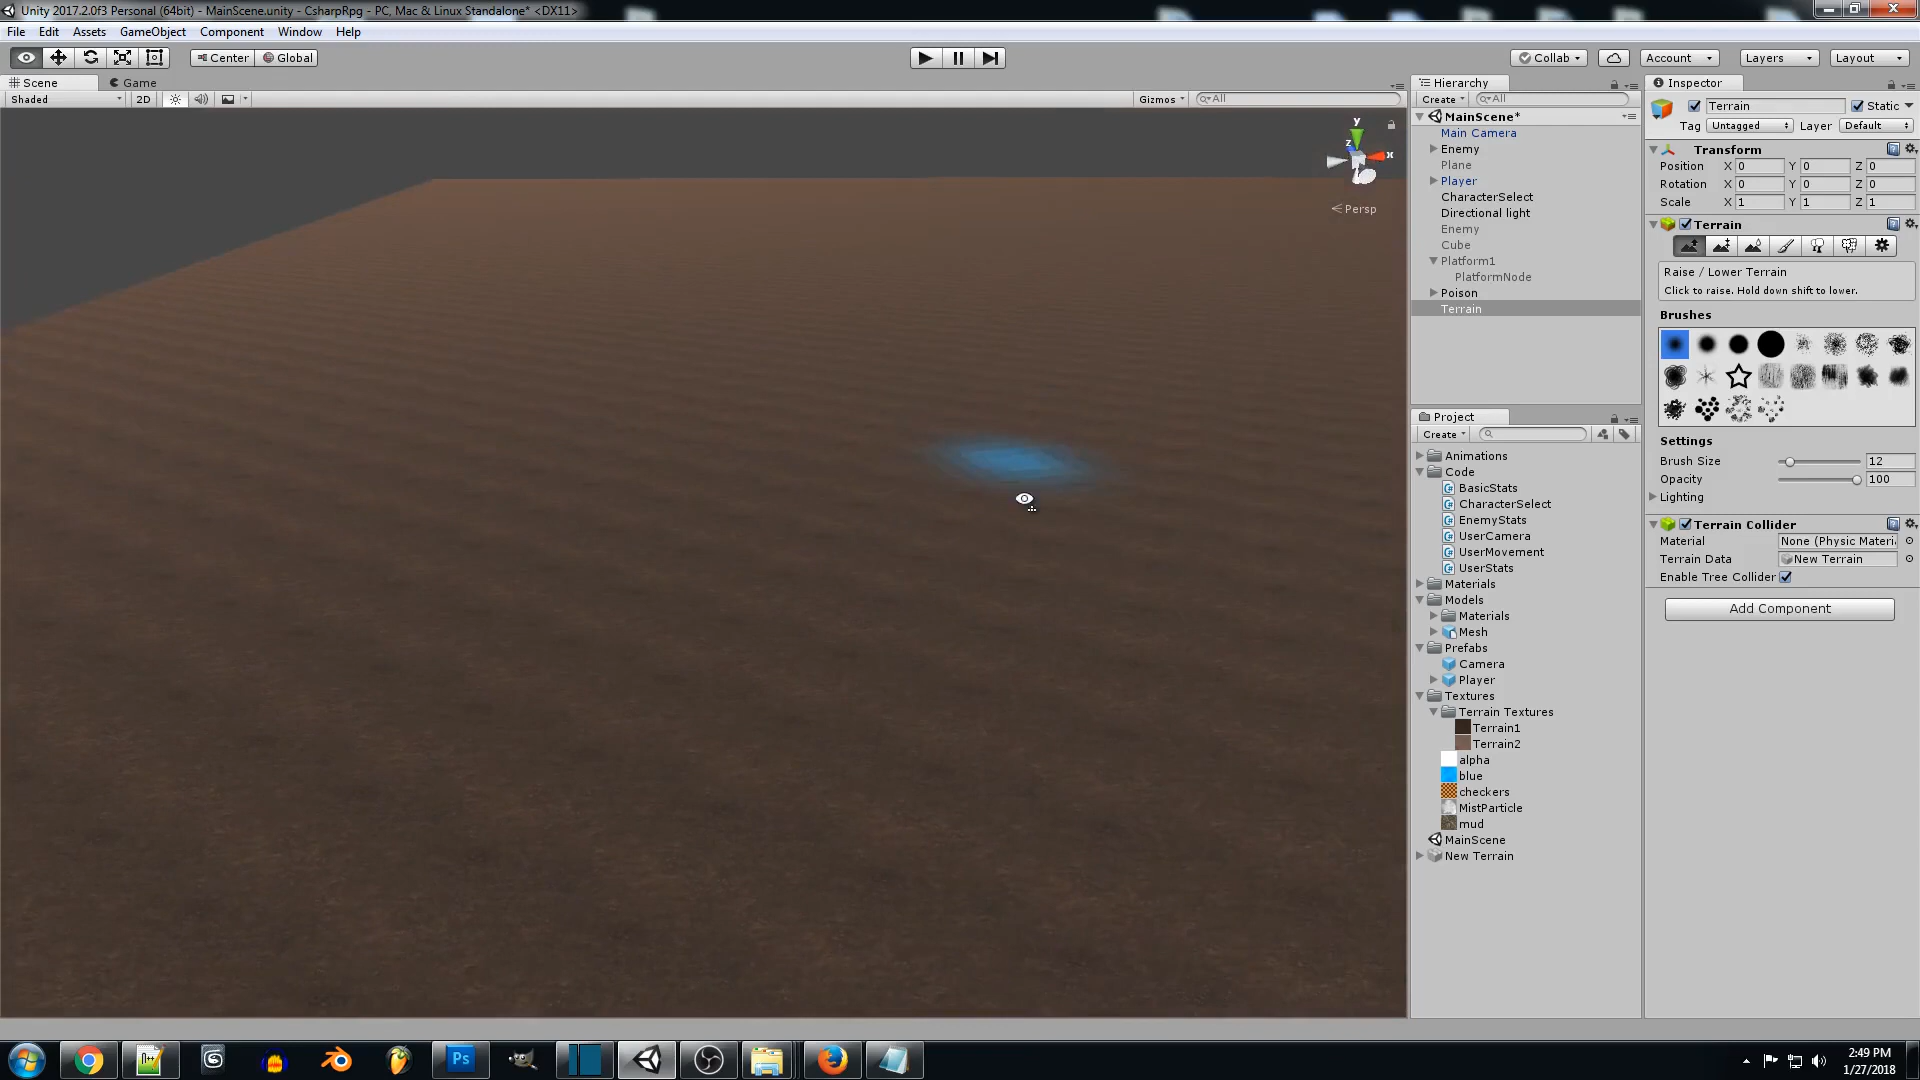 Unity 2017.2.0f3 Personal (64bit) - MainScene.unity - CsharpRpg - PC, Mac & Linux Standalone* <DX11>
File Edit Assets GameObject Component Window Help
Center Global
Collab Account Layers Layout
Scene Game
Shaded 2D Gizmos All
y
z
x
Persp
Hierarchy
Create All
MainScene*
Main Camera
Enemy
Plane
Player
CharacterSelect
Directional light
Enemy
Cube
Platform1
PlatformNode
Poison
Terrain
Project
Create
Animations
Code
BasicStats
CharacterSelect
EnemyStats
UserCamera
UserMovement
UserStats
Materials
Models
Materials
Mesh
Prefabs
Camera
Player
Textures
Terrain Textures
Terrain1
Terrain2
alpha
blue
checkers
MistParticle
mud
MainScene
New Terrain
Inspector
Terrain Static
Tag Untagged Layer Default
Transform
Position X 0 Y 0 Z 0
Rotation X 0 Y 0 Z 0
Scale X 1 Y 1 Z 1
Terrain
Raise / Lower Terrain
Click to raise. Hold down shift to lower.
Brushes
Settings
Brush Size 12
Opacity 100
Lighting
Terrain Collider
Material None (Physic Materia
Terrain Data New Terrain
Enable Tree Collider
Add Component
Ps
2:49 PM
1/27/2018